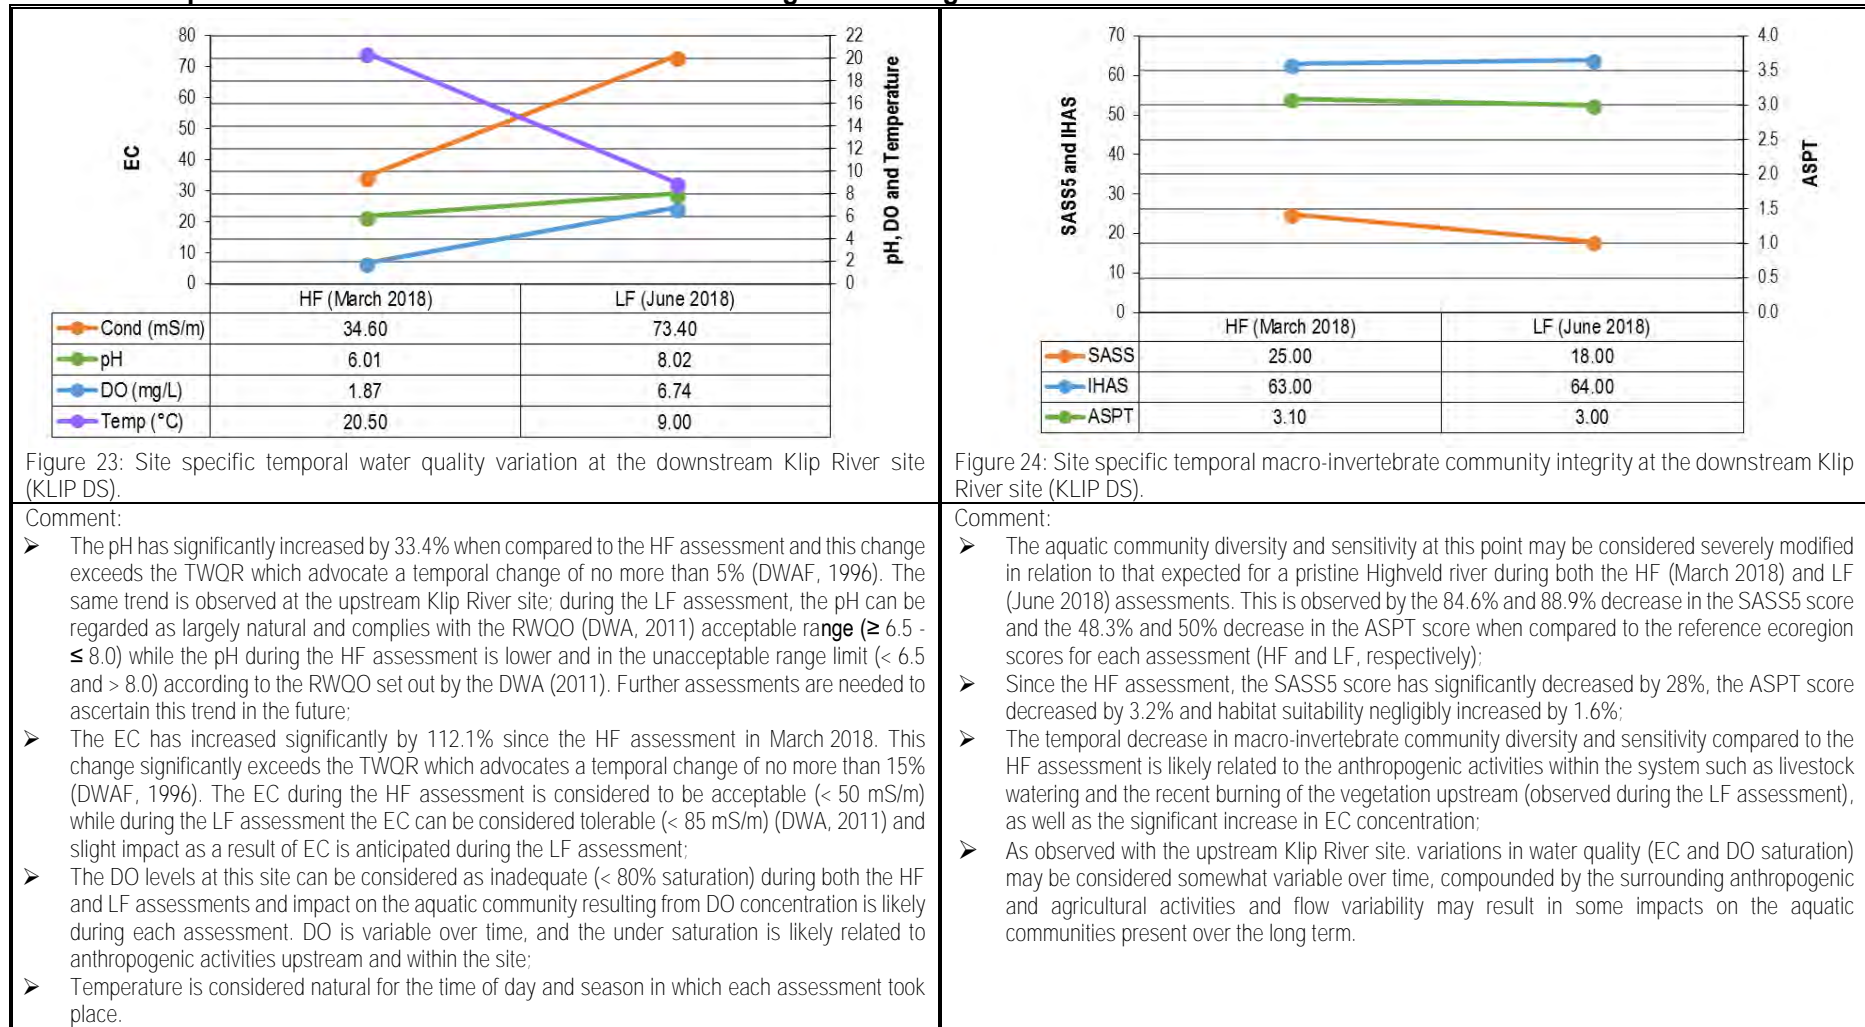 80
70
60
50
40
30
20
10
0
EC
22
20
18
16
14
12
10
8
6
4
2
0
pH, DO and Temperature
HF (March 2018) LF (June 2018)
Cond (mS/m) 34.60 73.40
pH 6.01 8.02
DO (mg/L) 1.87 6.74
Temp (°C) 20.50 9.00
Figure 23: Site specific temporal water quality variation at the downstream Klip River site
(KLIP DS).
Comment:
➢ The pH has significantly increased by 33.4% when compared to the HF assessment and this change
exceeds the TWQR which advocate a temporal change of no more than 5% (DWAF, 1996). The
same trend is observed at the upstream Klip River site; during the LF assessment, the pH can be
regarded as largely natural and complies with the RWQO (DWA, 2011) acceptable range (≥ 6.5 -
≤ 8.0) while the pH during the HF assessment is lower and in the unacceptable range limit (< 6.5
and > 8.0) according to the RWQO set out by the DWA (2011). Further assessments are needed to
ascertain this trend in the future;
➢ The EC has increased significantly by 112.1% since the HF assessment in March 2018. This
change significantly exceeds the TWQR which advocates a temporal change of no more than 15%
(DWAF, 1996). The EC during the HF assessment is considered to be acceptable (< 50 mS/m)
while during the LF assessment the EC can be considered tolerable (< 85 mS/m) (DWA, 2011) and
slight impact as a result of EC is anticipated during the LF assessment;
➢ The DO levels at this site can be considered as inadequate (< 80% saturation) during both the HF
and LF assessments and impact on the aquatic community resulting from DO concentration is likely
during each assessment. DO is variable over time, and the under saturation is likely related to
anthropogenic activities upstream and within the site;
➢ Temperature is considered natural for the time of day and season in which each assessment took
place.
70
60
50
40
30
20
10
0
SASS5 and IHAS
4.0
3.5
3.0
2.5
2.0
1.5
1.0
0.5
0.0
ASPT
HF (March 2018) LF (June 2018)
SASS 25.00 18.00
IHAS 63.00 64.00
ASPT 3.10 3.00
Figure 24: Site specific temporal macro-invertebrate community integrity at the downstream Klip
River site (KLIP DS).
Comment:
➢ The aquatic community diversity and sensitivity at this point may be considered severely modified
in relation to that expected for a pristine Highveld river during both the HF (March 2018) and LF
(June 2018) assessments. This is observed by the 84.6% and 88.9% decrease in the SASS5 score
and the 48.3% and 50% decrease in the ASPT score when compared to the reference ecoregion
scores for each assessment (HF and LF, respectively);
➢ Since the HF assessment, the SASS5 score has significantly decreased by 28%, the ASPT score
decreased by 3.2% and habitat suitability negligibly increased by 1.6%;
➢ The temporal decrease in macro-invertebrate community diversity and sensitivity compared to the
HF assessment is likely related to the anthropogenic activities within the system such as livestock
watering and the recent burning of the vegetation upstream (observed during the LF assessment),
as well as the significant increase in EC concentration;
➢ As observed with the upstream Klip River site. variations in water quality (EC and DO saturation)
may be considered somewhat variable over time, compounded by the surrounding anthropogenic
and agricultural activities and flow variability may result in some impacts on the aquatic
communities present over the long term.